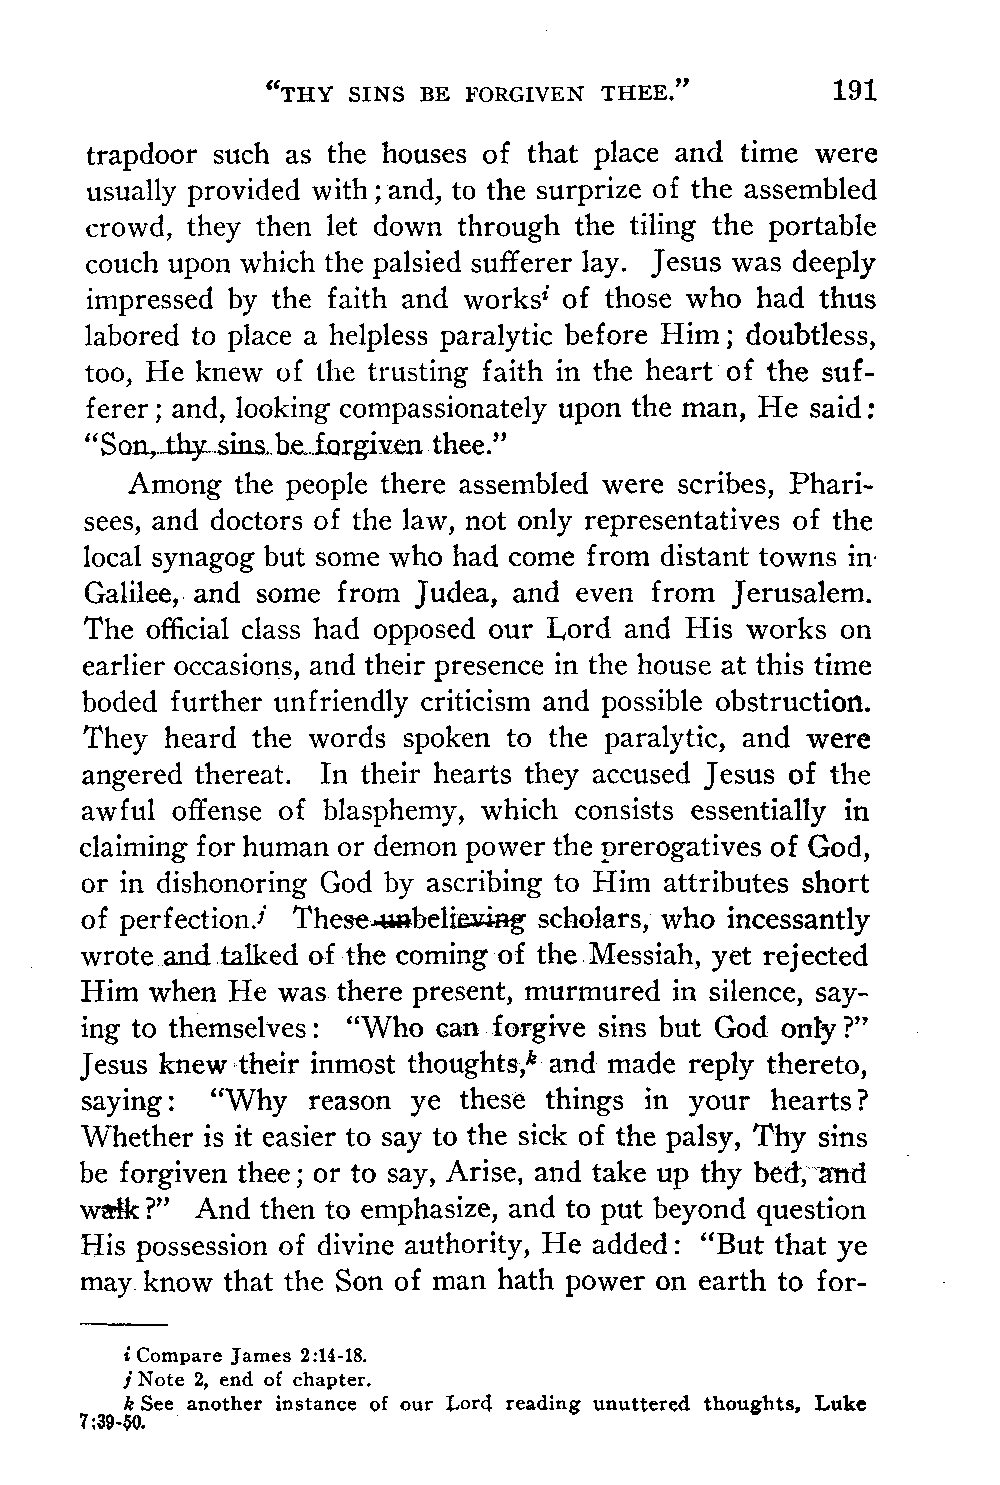 "THY SINS BE FORGIVEN THEE." 191
trapdoor such as the houses of that place and time were
usually provided with; and, to the surprize of the assembled
crowd, they then let down through the tiling the portable
couch upon which the palsied sufferer lay. Jesus was deeply
impressed by the faith and works i of those who had thus
labored to place a helpless paralytic before Him; doubtless,
too, He knew of the trusting faith in the heart of the suf-
ferer; and, looking compassionately upon the man, He said:
"Son, thy sins be forgiven thee."
Among the people there assembled were scribes, Phari-
sees, and doctors of the law, not only representatives of the
local synagog but some who had come from distant towns in
Galilee, and some from Judea, and even from Jerusalem.
The official class had opposed our Lord and His works on
earlier occasions, and their presence in the house at this time
boded further unfriendly criticism and possible obstruction.
They heard the words spoken to the paralytic, and were
angered thereat. In their hearts they accused Jesus of the
awful offense of blasphemy, which consists essentially in
claiming for human or demon power the prerogatives of God,
or in dishonoring God by ascribing to Him attributes short
of perfection. j These unbelieving scholars, who incessantly
wrote and talked of the coming of the Messiah, yet rejected
Him when He was there present, murmured in silence, say-
ing to themselves: "Who can forgive sins but God only?"
Jesus knew their inmost thoughts, k and made reply thereto,
saying: "Why reason ye these things in your hearts?
Whether is it easier to say to the sick of the palsy, Thy sins
be forgiven thee; or to say, Arise, and take up thy bed, and
walk?" And then to emphasize, and to put beyond question
His possession of divine authority, He added: "But that ye
may know that the Son of man hath power on earth to for-
i Compare James 2:14-18.
j Note 2, end of chapter.
k See another instance of our Lord reading unuttered thoughts, Luke
7:39-50.